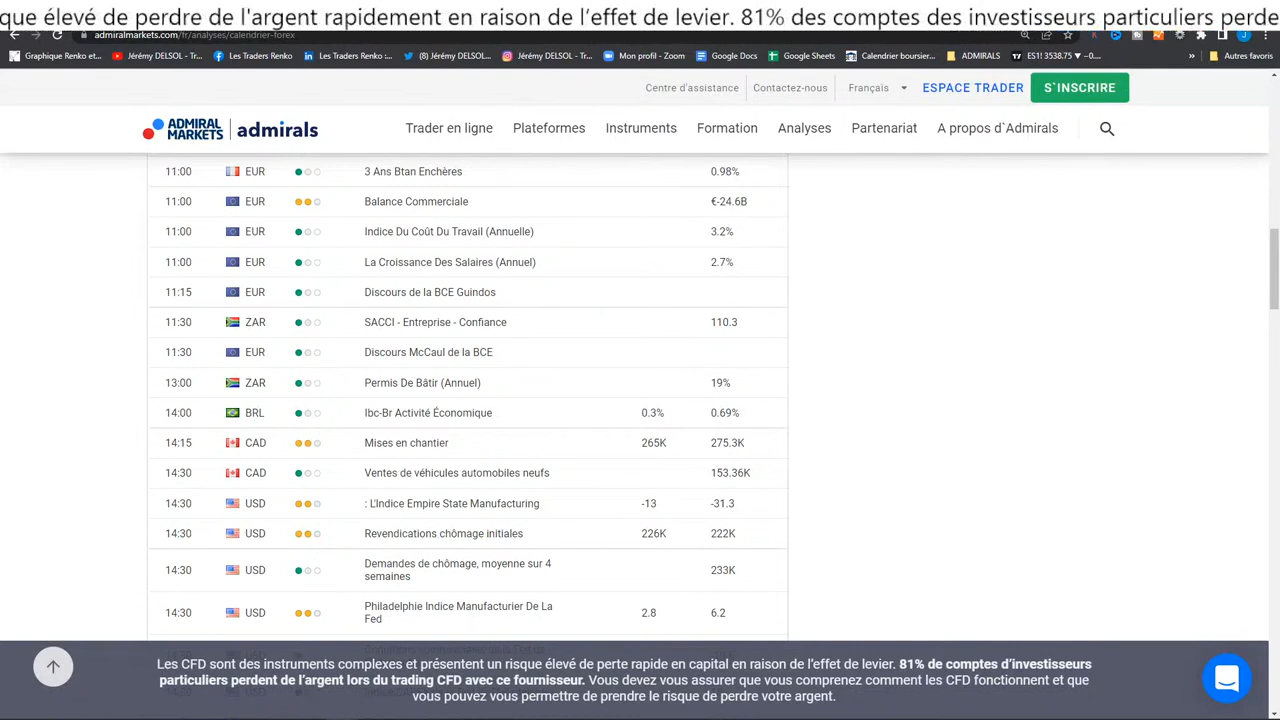 que élevé de perdre de l'argent rapidement en raison de l'effet de levier. 81% des comptes des investisseurs particuliers perde
admiralmarkets.com/fr/analyses/calendrier-forex
Graphique Renko et... Jérémy DELSOL - Tr... Les Traders Renko Les Traders Renko :... (8) Jérémy DELSOL... Jérémy DELSOL - Tr... Mon profil - Zoom Google Docs Google Sheets Calendrier boursier... ADMIRALS ES1! 3538.75 ▼ −0.... » Autres favoris
Centre d'assistance Contactez-nous Français ESPACE TRADER S`INSCRIRE
ADMIRAL MARKETS admirals Trader en ligne Plateformes Instruments Formation Analyses Partenariat A propos d`Admirals
11:00 EUR 3 Ans Btan Enchères 0.98%
11:00 EUR Balance Commerciale €-24.6B
11:00 EUR Indice Du Coût Du Travail (Annuelle) 3.2%
11:00 EUR La Croissance Des Salaires (Annuel) 2.7%
11:15 EUR Discours de la BCE Guindos
11:30 ZAR SACCI - Entreprise - Confiance 110.3
11:30 EUR Discours McCaul de la BCE
13:00 ZAR Permis De Bâtir (Annuel) 19%
14:00 BRL Ibc-Br Activité Économique 0.3% 0.69%
14:15 CAD Mises en chantier 265K 275.3K
14:30 CAD Ventes de véhicules automobiles neufs 153.36K
14:30 USD : L'Indice Empire State Manufacturing -13 -31.3
14:30 USD Revendications chômage initiales 226K 222K
14:30 USD Demandes de chômage, moyenne sur 4 semaines 233K
14:30 USD Philadelphie Indice Manufacturier De La Fed 2.8 6.2
Les CFD sont des instruments complexes et présentent un risque élevé de perte rapide en capital en raison de l'effet de levier. 81% de comptes d'investisseurs
particuliers perdent de l'argent lors du trading CFD avec ce fournisseur. Vous devez vous assurer que vous comprenez comment les CFD fonctionnent et que
vous pouvez vous permettre de prendre le risque de perdre votre argent.